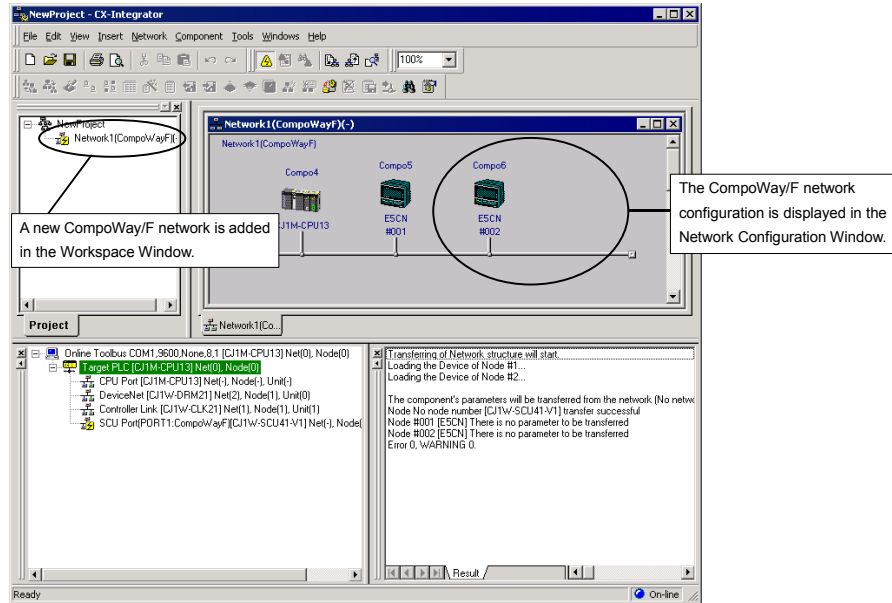 NewProject - CX-Integrator
File Edit View Insert Network Component Tools Windows Help
100%
NewProject
Network1(CompoWayF)(-
Network1(CompoWayF)(-)
Network1(CompoWayF)
Compo4
Compo5
Compo6
CJ1M-CPU13
E5CN
#001
E5CN
#002
A new CompoWay/F network is added
in the Workspace Window.
The CompoWay/F network
configuration is displayed in the
Network Configuration Window.
Project
Network1(Co...
Online Toolbus COM1,9600,None,8,1 [CJ1M-CPU13] Net(0), Node(0)
Target PLC [CJ1M-CPU13] Net(0), Node(0)
CPU Port [CJ1M-CPU13] Net(-), Node(-), Unit(-)
DeviceNet [CJ1W-DRM21] Net(2), Node(1), Unit(0)
Controller Link [CJ1W-CLK21] Net(1), Node(1), Unit(1)
SCU Port(PORT1:CompoWayF)[CJ1W-SCU41-V1] Net(-), Node(
Transferring of Network structure will start.
Loading the Device of Node #1...
Loading the Device of Node #2...
The component's parameters will be transferred from the network (No netwo
Node No node number [CJ1W-SCU41-V1] transfer successful
Node #001 [E5CN] There is no parameter to be transferred
Node #002 [E5CN] There is no parameter to be transferred
Error 0, WARNING 0.
Result
Ready
On-line